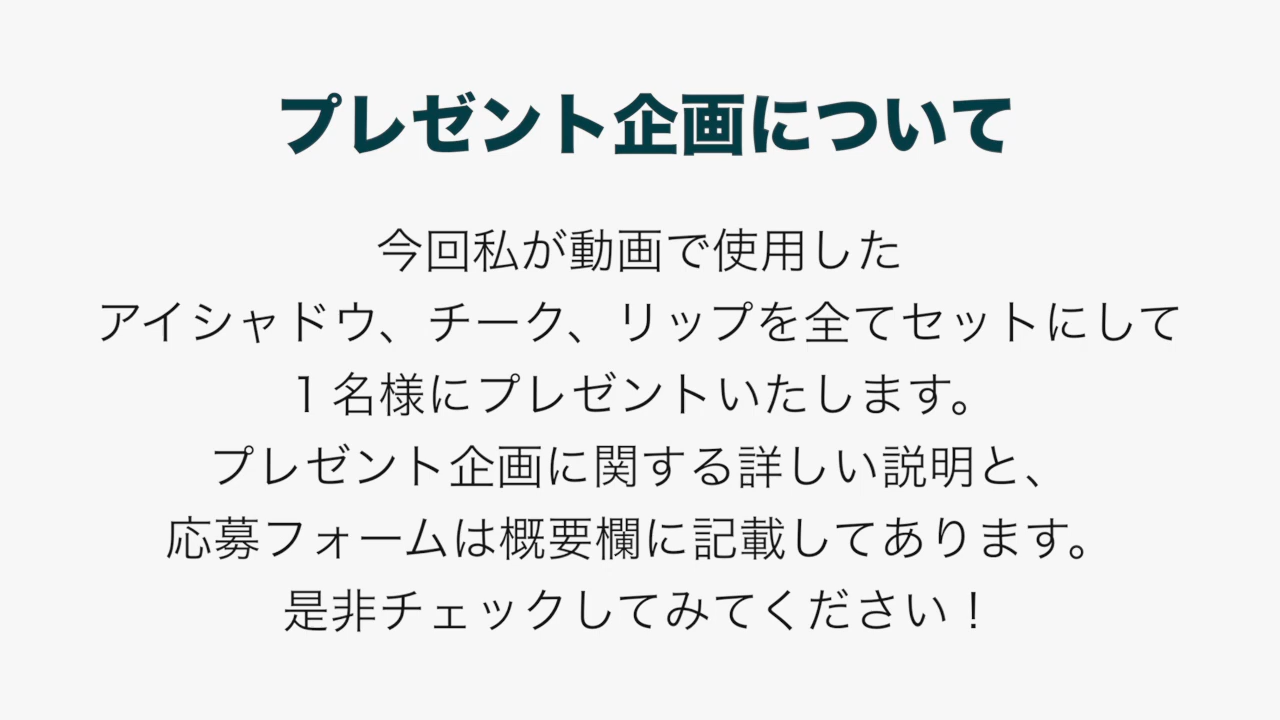 プレゼント企画について
今回私が動画で使用した
アイシャドウ、チーク、リップを全てセットにして
1 名様にプレゼントいたします。
プレゼント企画に関する詳しい説明と、
応募フォームは概要欄に記載してあります。
是非チェックしてみてください！